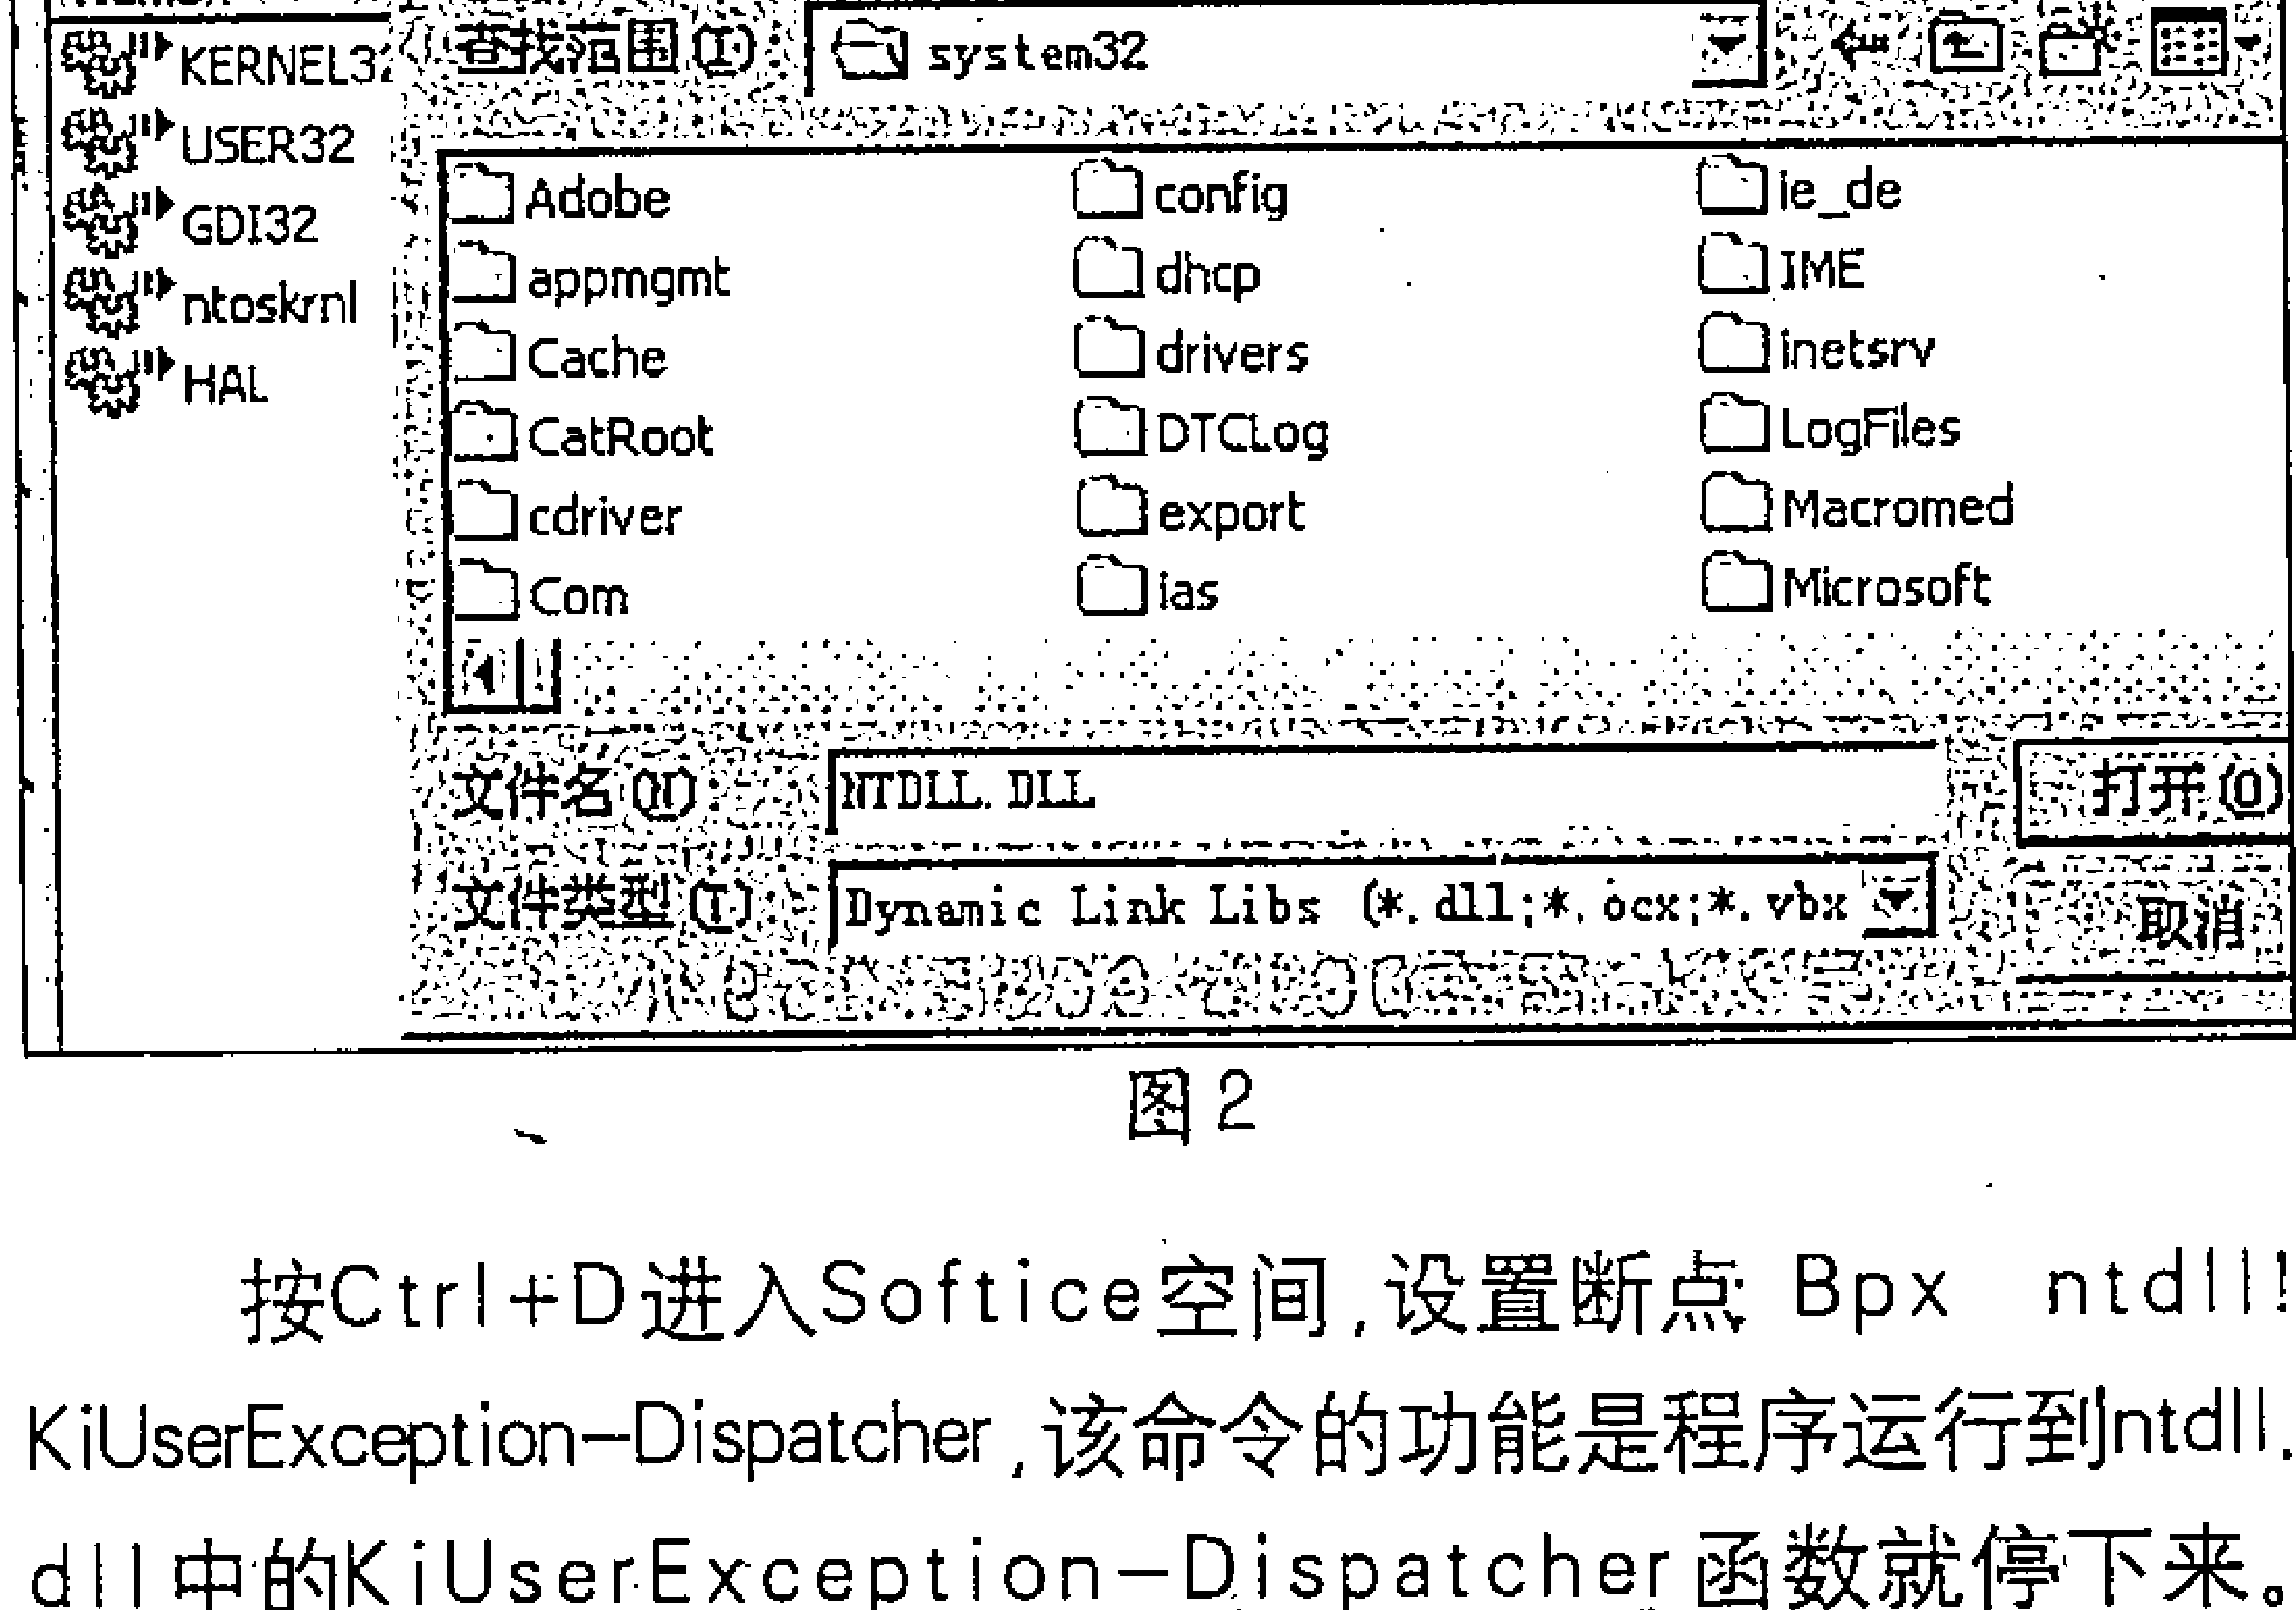 KERNEL32 查找范围(I): system32
USER32
GDI32
ntoskrnl
HAL
Adobe config ie_de
appmgmt dhcp IME
Cache drivers inetsrv
CatRoot DTCLog LogFiles
cdriver export Macromed
Com ias Microsoft
文件名(N): NTDLL.DLL 打开(O)
文件类型(T): Dynamic Link Libs (*.dll;*.ocx;*.vbx 取消
图2
按Ctrl+D进入Softice空间,设置断点 Bpx ntdll!
KiUserException-Dispatcher,该命令的功能是程序运行到ntdll.
dll中的KiUserException-Dispatcher函数就停下来。